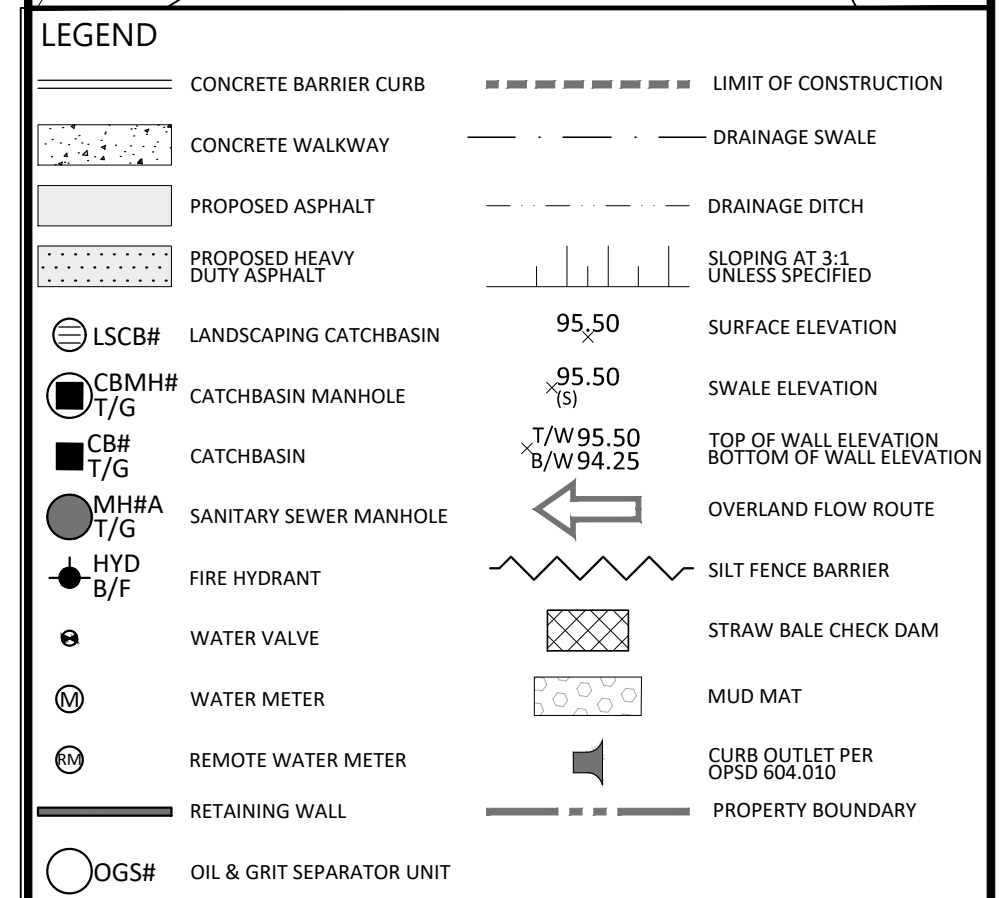 LEGEND
CONCRETE BARRIER CURB
CONCRETE WALKWAY
PROPOSED ASPHALT
PROPOSED HEAVY
DUTY ASPHALT
LSCB# LANDSCAPING CATCHBASIN
CBMH#
T/G
CATCHBASIN MANHOLE
CB#
T/G
CATCHBASIN
MH#A
T/G
SANITARY SEWER MANHOLE
HYD
B/F
FIRE HYDRANT
WATER VALVE
M WATER METER
RM REMOTE WATER METER
RETAINING WALL
OGS# OIL & GRIT SEPARATOR UNIT
LIMIT OF CONSTRUCTION
DRAINAGE SWALE
DRAINAGE DITCH
SLOPING AT 3:1
UNLESS SPECIFIED
95.50 SURFACE ELEVATION
95.50
(S)
SWALE ELEVATION
T/W 95.50
B/W 94.25
TOP OF WALL ELEVATION
BOTTOM OF WALL ELEVATION
OVERLAND FLOW ROUTE
SILT FENCE BARRIER
STRAW BALE CHECK DAM
MUD MAT
CURB OUTLET PER
OPSD 604.010
PROPERTY BOUNDARY